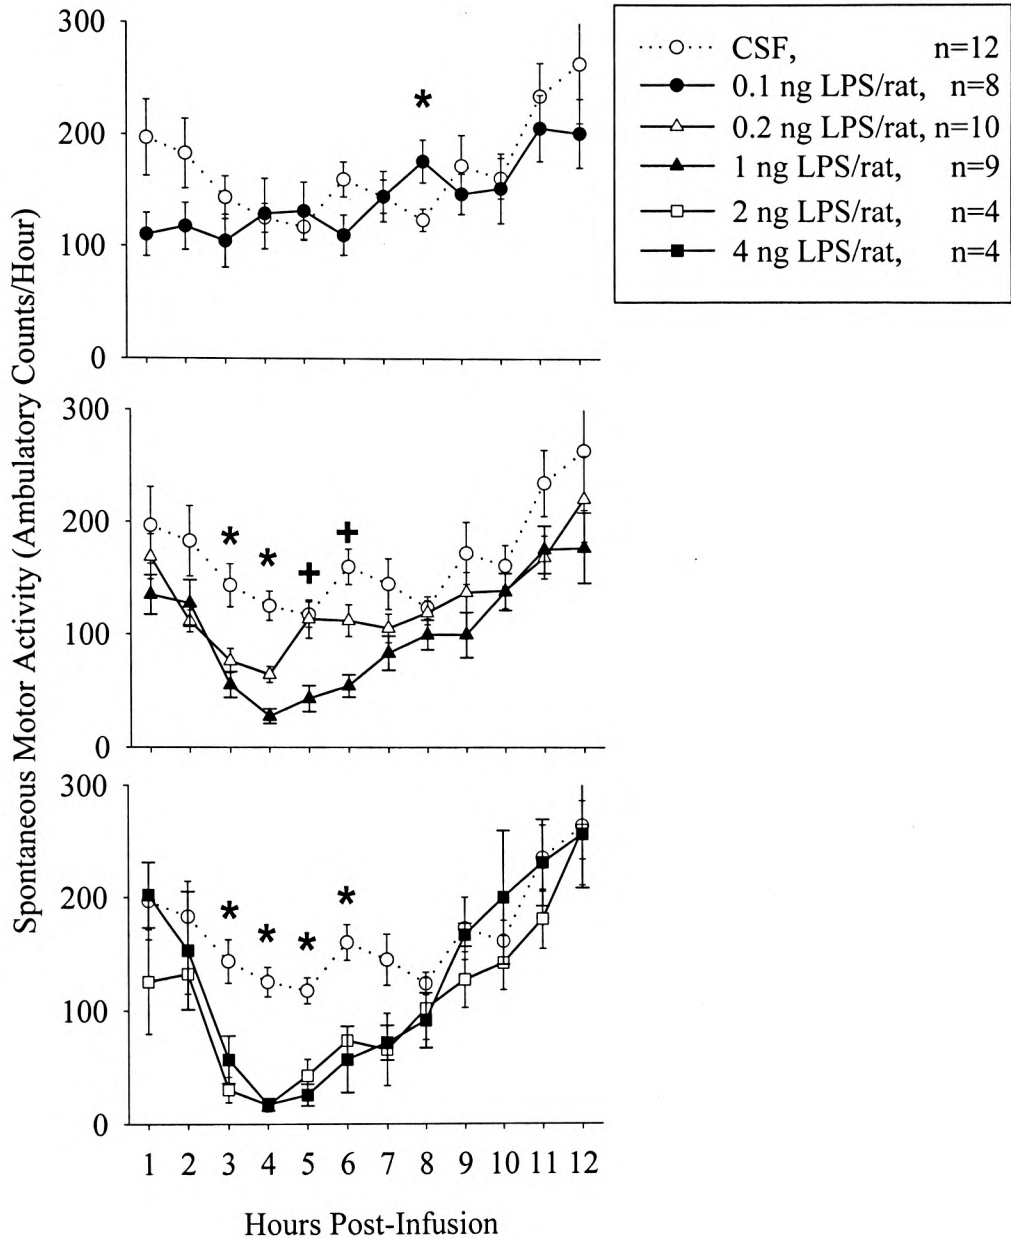 300
200
100
0
*
CSF, n=12
0.1 ng LPS/rat, n=8
0.2 ng LPS/rat, n=10
1 ng LPS/rat, n=9
2 ng LPS/rat, n=4
4 ng LPS/rat, n=4
Spontaneous Motor Activity (Ambulatory Counts/Hour)
300
200
100
0
* * + +
300
200
100
0
* * * *
1 2 3 4 5 6 7 8 9 10 11 12
Hours Post-Infusion